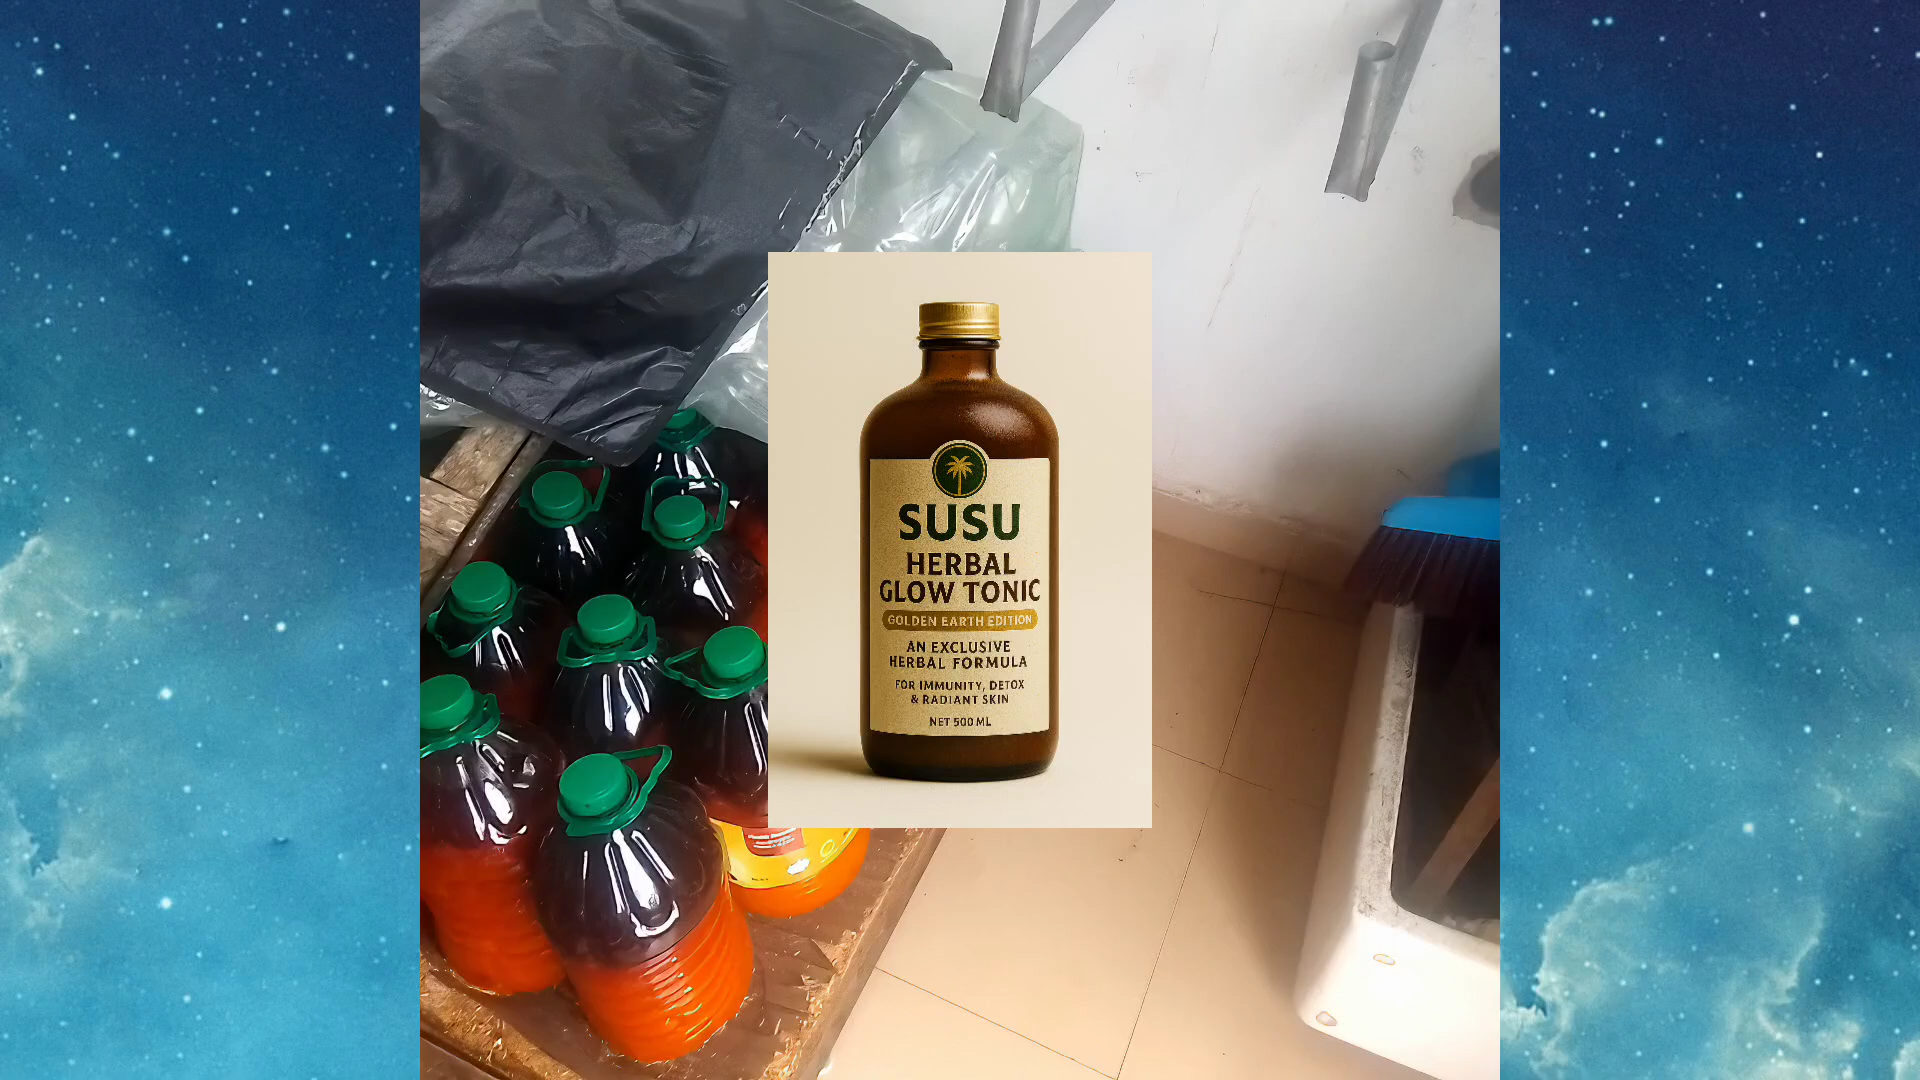 SUSU
HERBAL
GLOW TONIC
GOLDEN EARTH EDITION
AN EXCLUSIVE
HERBAL FORMULA
FOR IMMUNITY, DETOX
& RADIANT SKIN
NET 500 ML